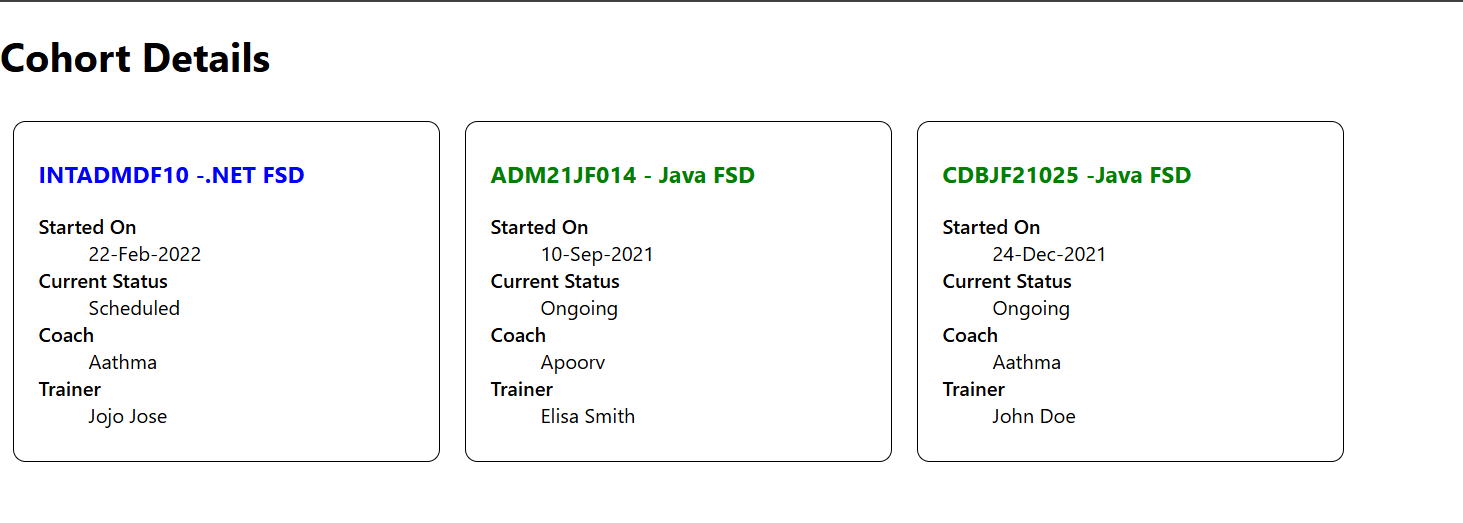 Cohort Details
INTADMDF10 -.NET FSD
Started On
22-Feb-2022
Current Status
Scheduled
Coach
Aathma
Trainer
Jojo Jose
ADM21JF014 - Java FSD
Started On
10-Sep-2021
Current Status
Ongoing
Coach
Apoorv
Trainer
Elisa Smith
CDBJF21025 -Java FSD
Started On
24-Dec-2021
Current Status
Ongoing
Coach
Aathma
Trainer
John Doe